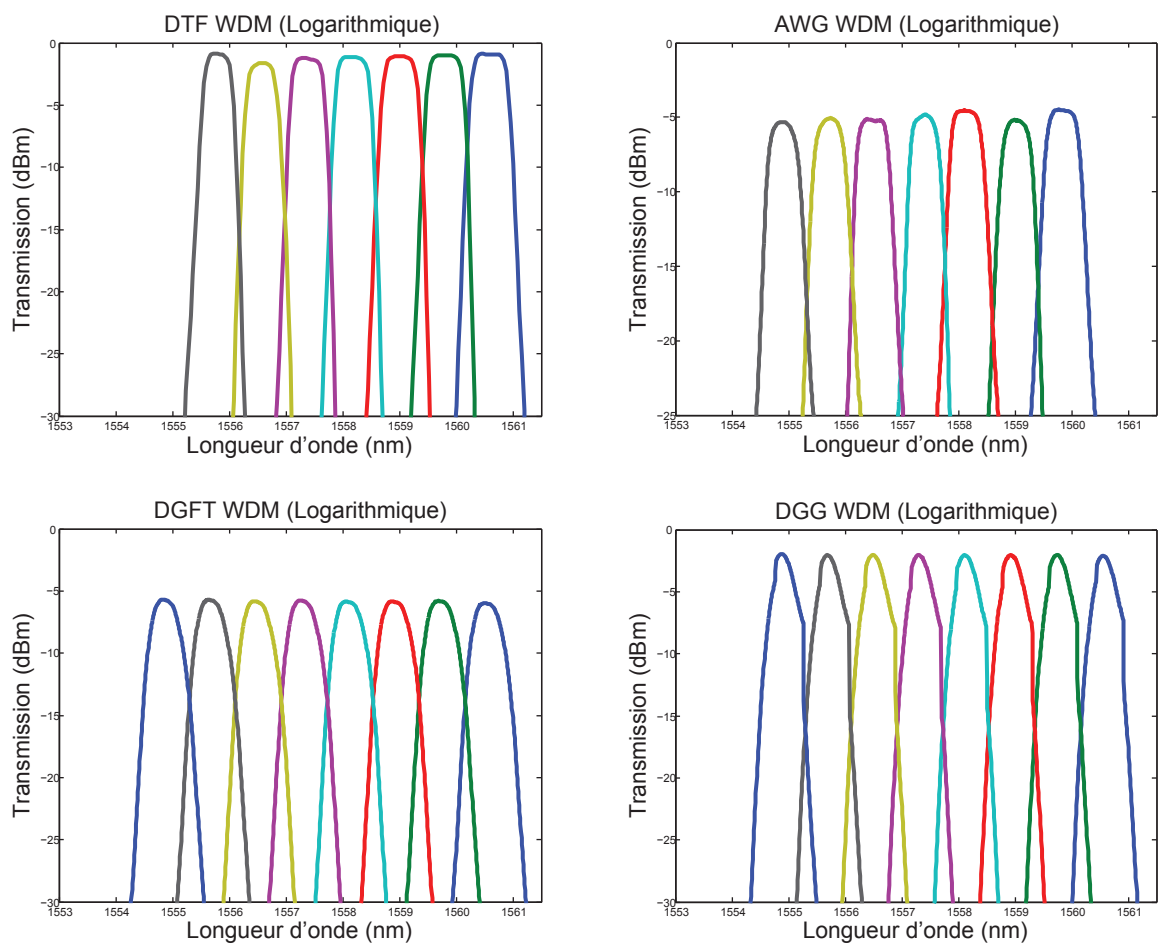 DTF WDM (Logarithmique)
0
−5
−10
−15
−20
−25
−30
Transmission (dBm)
1553 1554 1555 1556 1557 1558 1559 1560 1561
Longueur d’onde (nm)
AWG WDM (Logarithmique)
0
−5
−10
−15
−20
−25
Transmission (dBm)
1553 1554 1555 1556 1557 1558 1559 1560 1561
Longueur d’onde (nm)
DGFT WDM (Logarithmique)
0
−5
−10
−15
−20
−25
−30
Transmission (dBm)
1553 1554 1555 1556 1557 1558 1559 1560 1561
Longueur d’onde (nm)
DGG WDM (Logarithmique)
0
−5
−10
−15
−20
−25
−30
Transmission (dBm)
1553 1554 1555 1556 1557 1558 1559 1560 1561
Longueur d’onde (nm)